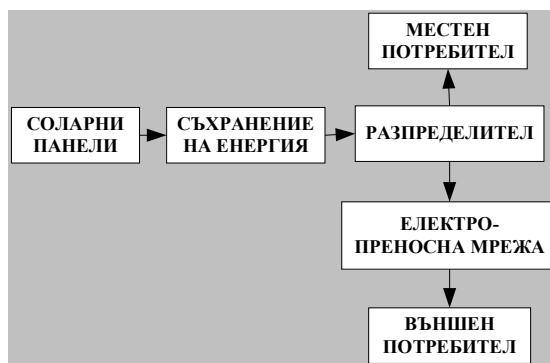 МЕСТЕН
ПОТРЕБИТЕЛ
СОЛАРНИ
ПАНЕЛИ
СЪХРАНЕНИЕ
НА ЕНЕРГИЯ
РАЗПРЕДЕЛИТЕЛ
ЕЛЕКТРО-
ПРЕНОСНА МРЕЖА
ВЪНШЕН
ПОТРЕБИТЕЛ